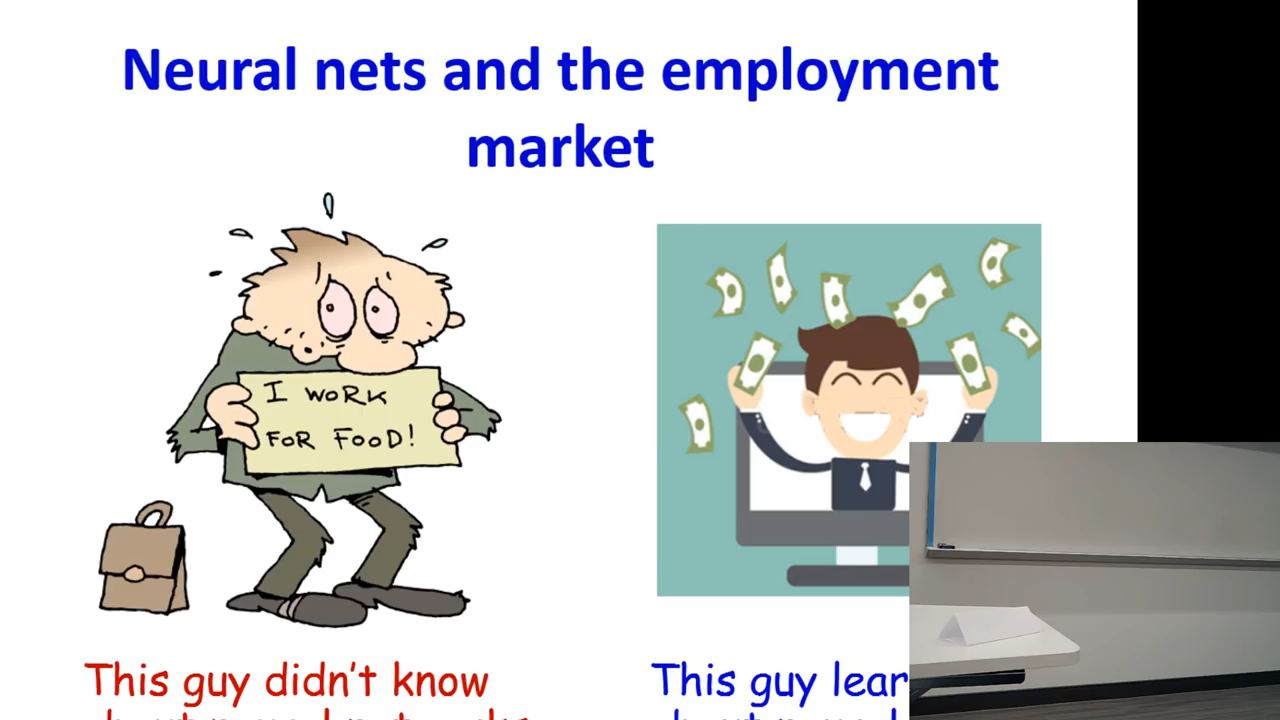 Neural nets and the employment
market
I WORK
FOR FOOD!
This guy didn't know
This guy lear